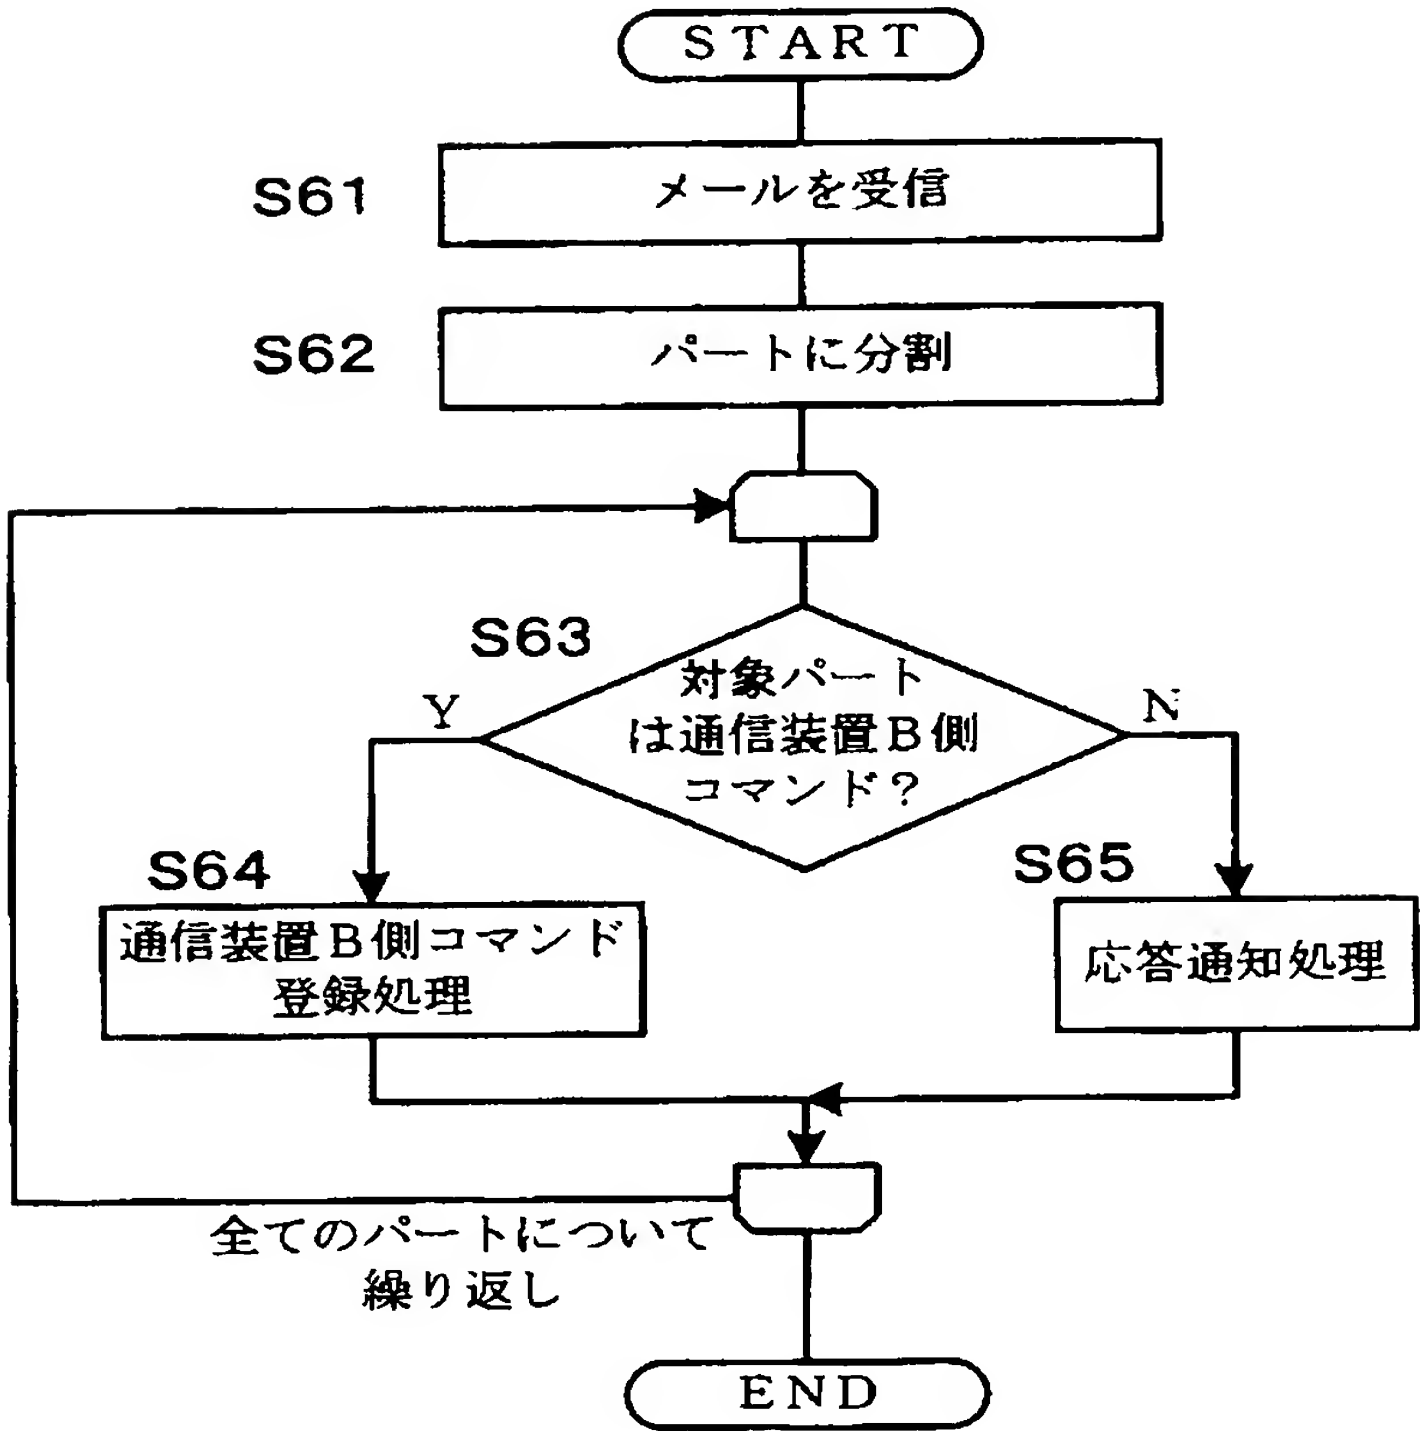 START
S61
メールを受信
S62
パートに分割
S63
対象パート
は通信装置B側
コマンド?
Y
N
S64
通信装置B側コマンド
登録処理
S65
応答通知処理
全てのパートについて
繰り返し
END